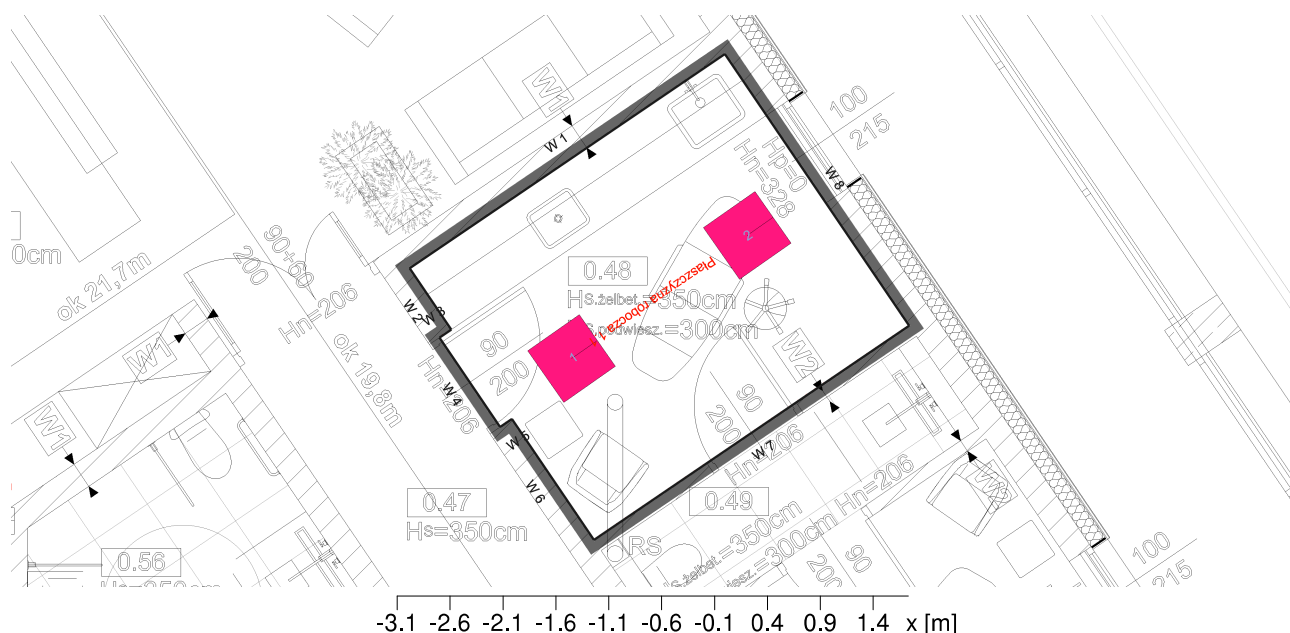 W1
100
215
W 1
Hp=0
Hn=328
W 8
0cm
90+60
200
ok 21,7m
Hn=206
2
0.48
Hs.żelbet.=350cm
Płaszczyzna robocza 1.1
S.podwiesz.=300cm
W 2
W 3
W1
ok 19,8m
90
200
1
W2
Hn=206
W 4
W1
W 5
90
200
W 7
Hn=206
W 6
0.47
Hs=350cm
0.49
S.żelbet.=350cm
=300cm
Hn=206
RS
0.56
90
200
100
215
-3.1 -2.6 -2.1 -1.6 -1.1 -0.6 -0.1 0.4 0.9 1.4 x [m]